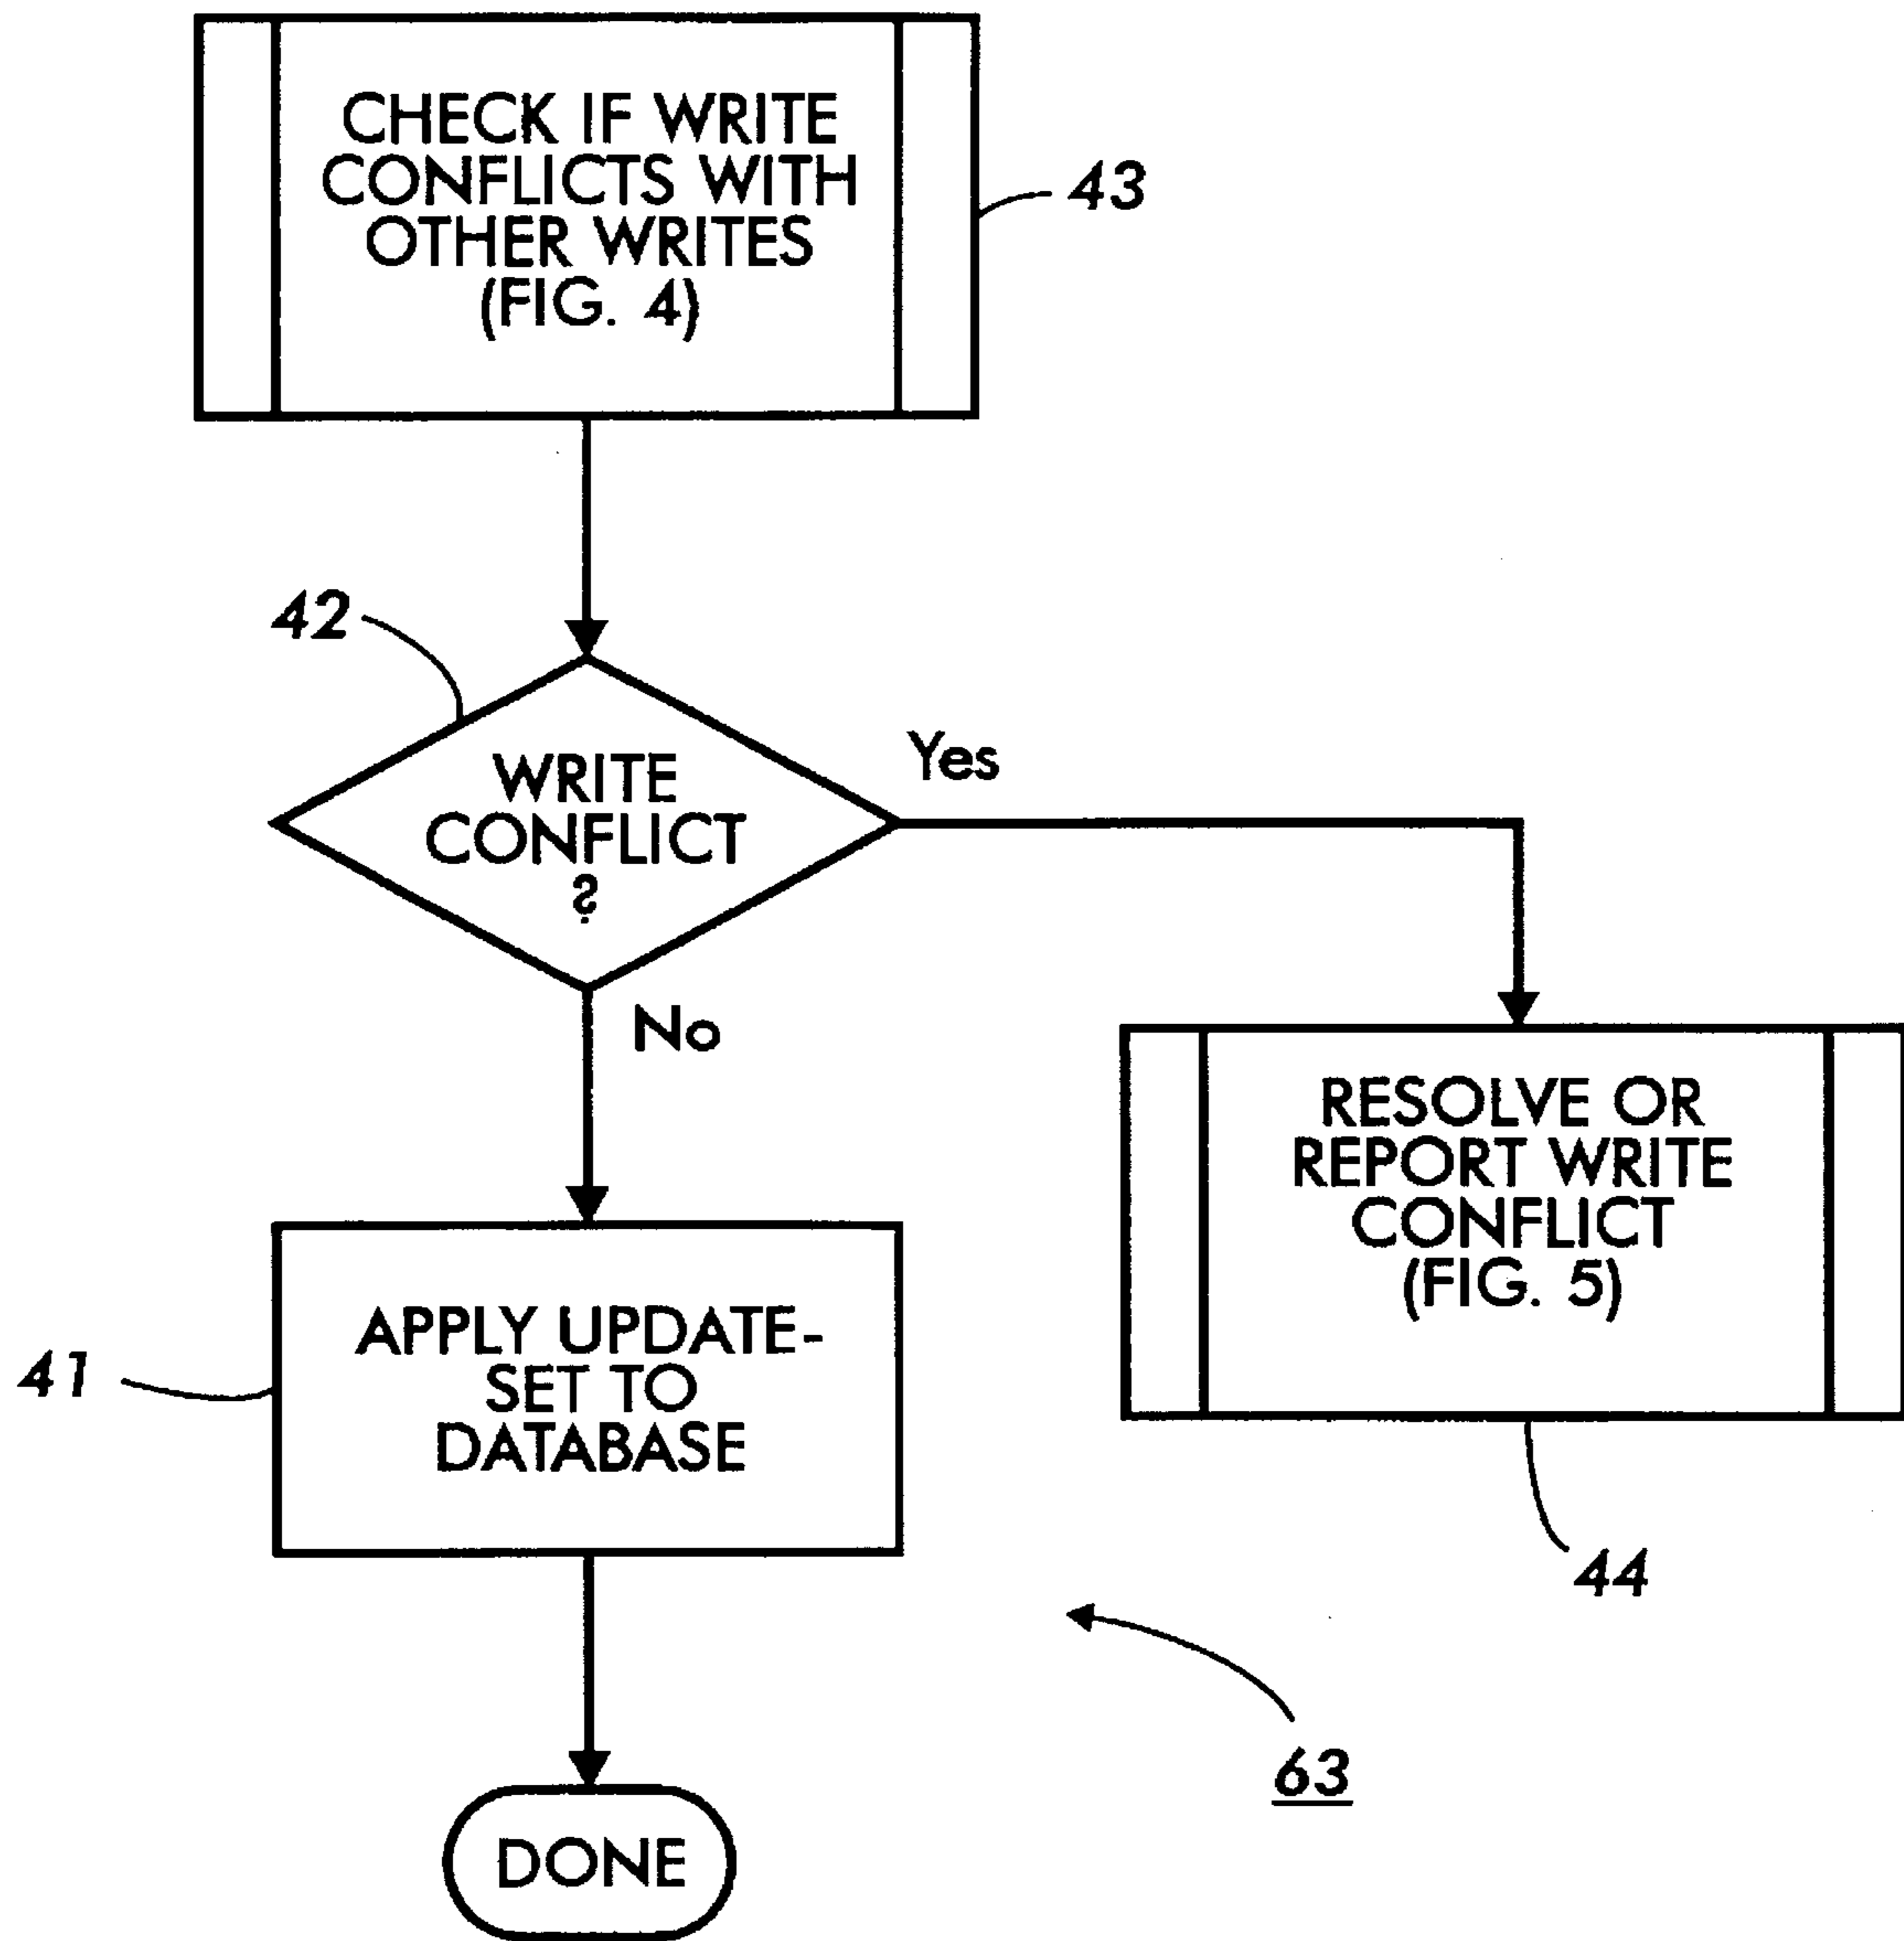 CHECK IF WRITE
CONFLICTS WITH
OTHER WRITES
(FIG. 4)
43
42
WRITE
CONFLICT
?
Yes
No
RESOLVE OR
REPORT WRITE
CONFLICT
(FIG. 5)
44
41
APPLY UPDATE-
SET TO
DATABASE
63
DONE